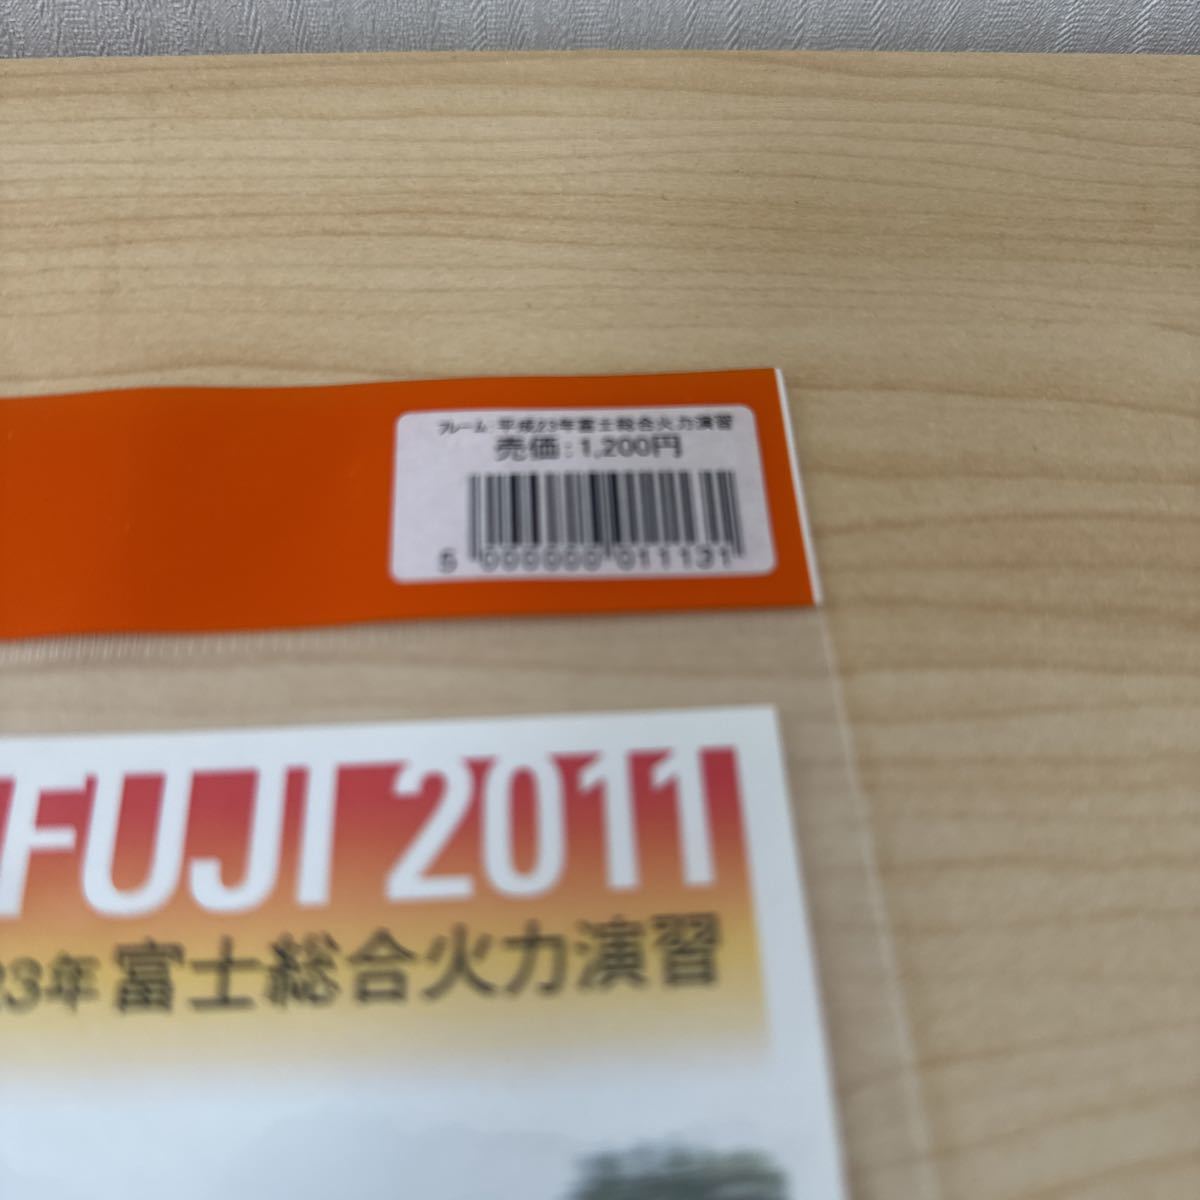 フレーム：平成23年富士総合火力演習
売価：1,200円
5 000000 011131
FUJI 2011
23年 富士総合火力演習